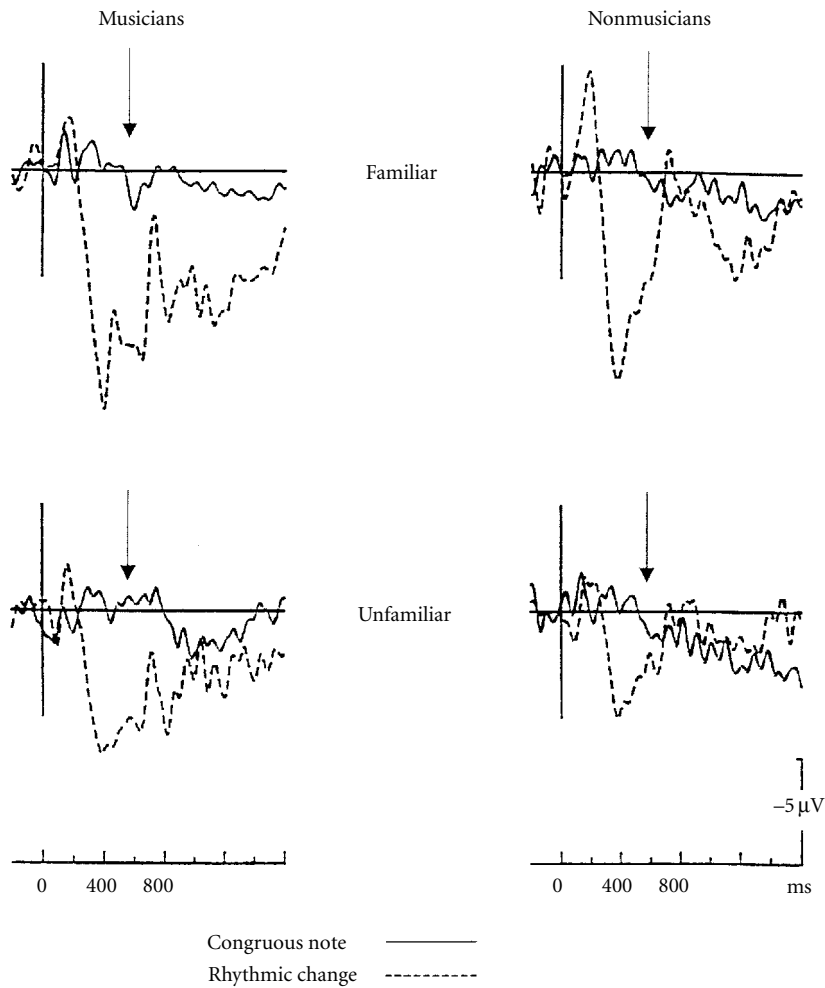 Musicians
Nonmusicians
Familiar
Unfamiliar
–5 μV
0 400 800
0 400 800 ms
Congruous note
Rhythmic change